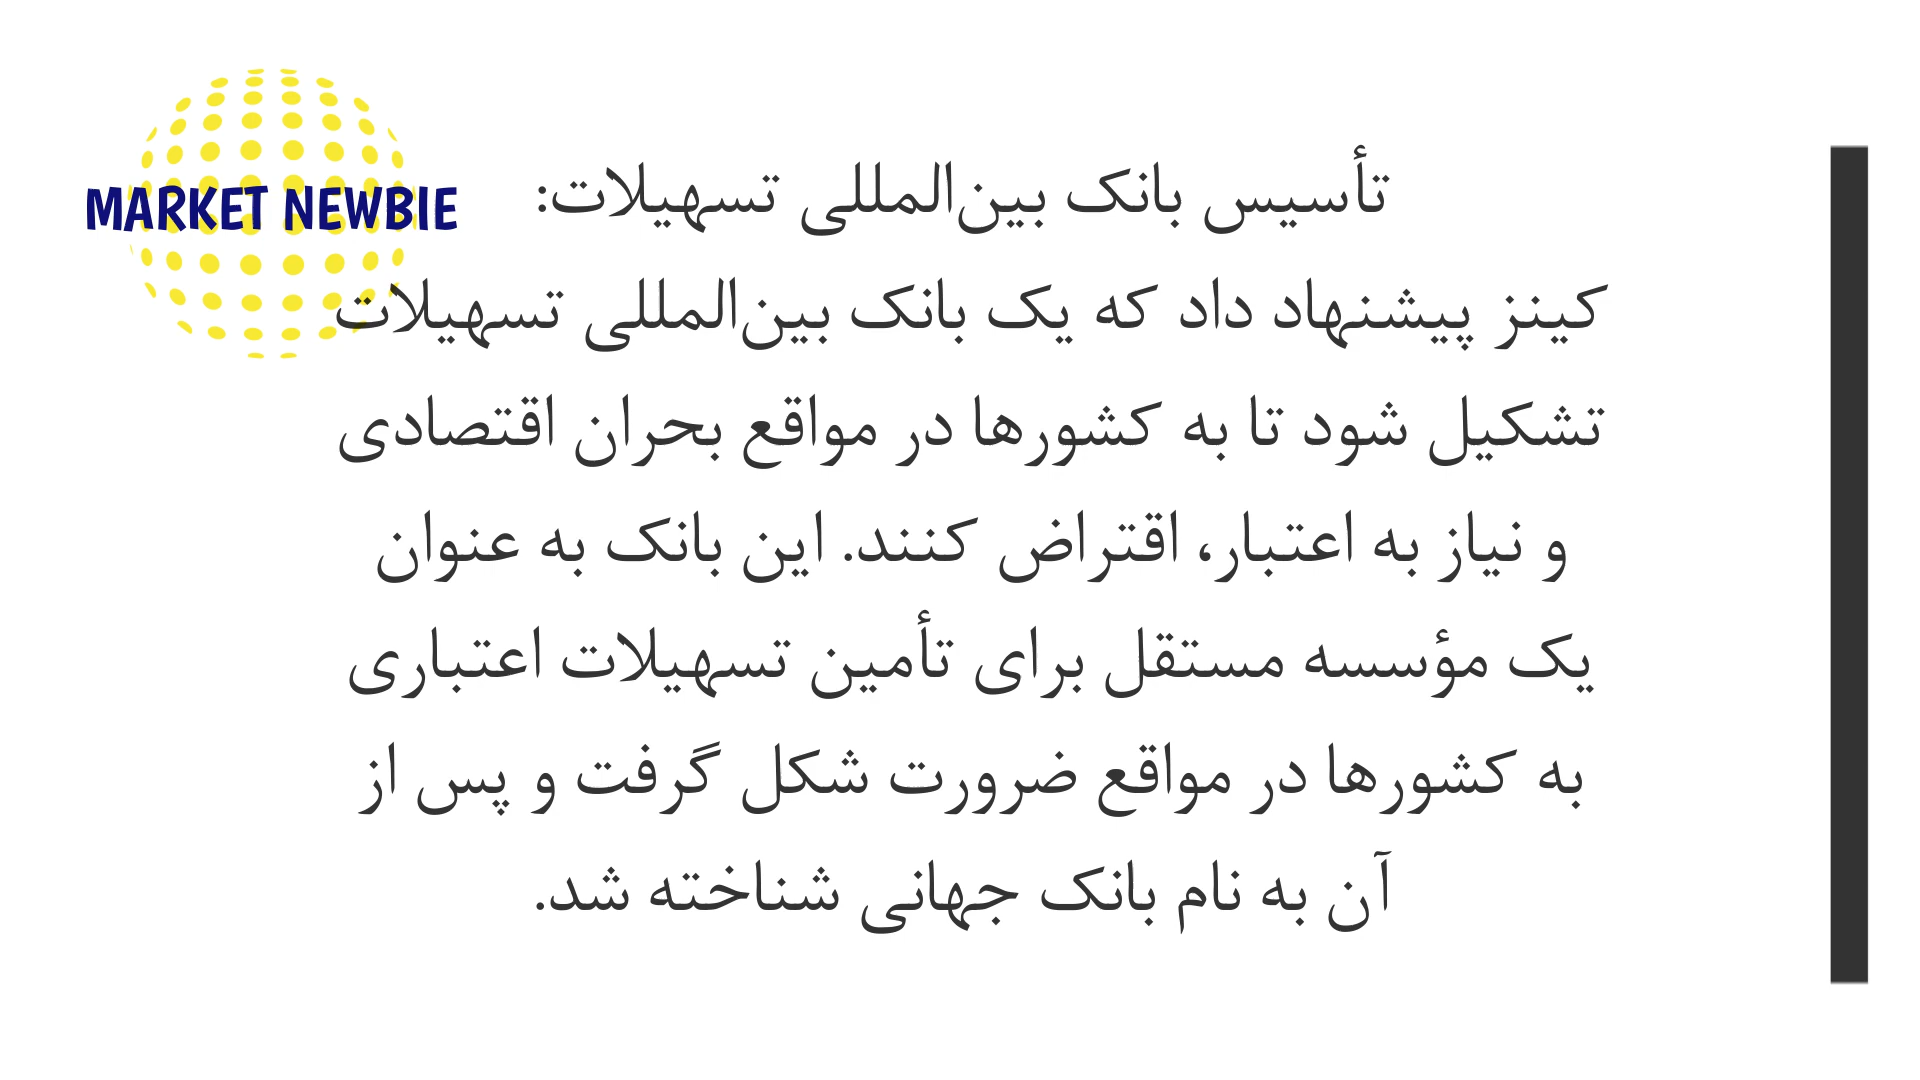 MARKET NEWBIE
تأسیس بانک بین‌المللی تسهیلات:
کینز پیشنهاد داد که یک بانک بین‌المللی تسهیلات
تشکیل شود تا به کشورها در مواقع بحران اقتصادی
و نیاز به اعتبار، اقتراض کنند. این بانک به عنوان
یک مؤسسه مستقل برای تأمین تسهیلات اعتباری
به کشورها در مواقع ضرورت شکل گرفت و پس از
آن به نام بانک جهانی شناخته شد.